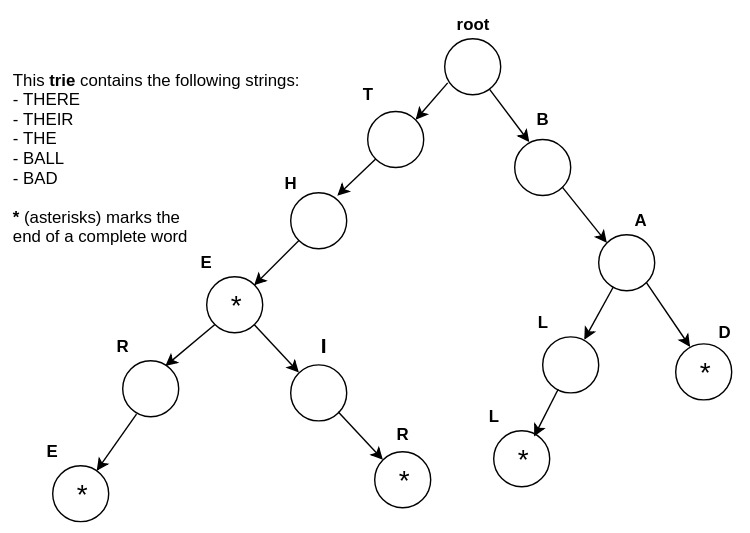 root
This trie contains the following strings:
- THERE
- THEIR
- THE
- BALL
- BAD
* (asterisks) marks the
end of a complete word
T
B
H
A
E
*
L
D
*
R
I
L
*
R
*
E
*